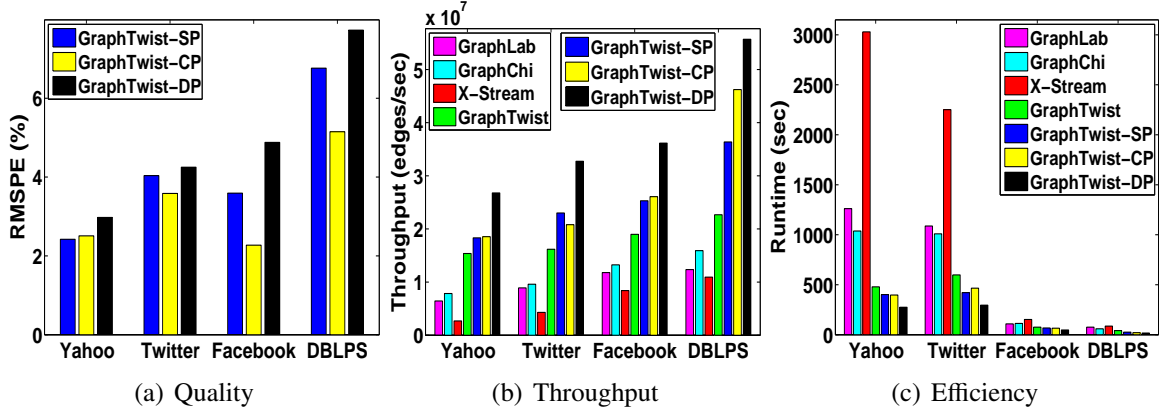 GraphTwist-SP
GraphTwist-CP
GraphTwist-DP
RMSPE (%)
6
4
2
0
Yahoo Twitter Facebook DBLPS
(a) Quality
x 10^7
GraphLab
GraphChi
X-Stream
GraphTwist
GraphTwist-SP
GraphTwist-CP
GraphTwist-DP
Throughput (edges/sec)
5
4
3
2
1
0
Yahoo Twitter Facebook DBLPS
(b) Throughput
GraphLab
GraphChi
X-Stream
GraphTwist
GraphTwist-SP
GraphTwist-CP
GraphTwist-DP
Runtime (sec)
3000
2500
2000
1500
1000
500
0
Yahoo Twitter Facebook DBLPS
(c) Efficiency